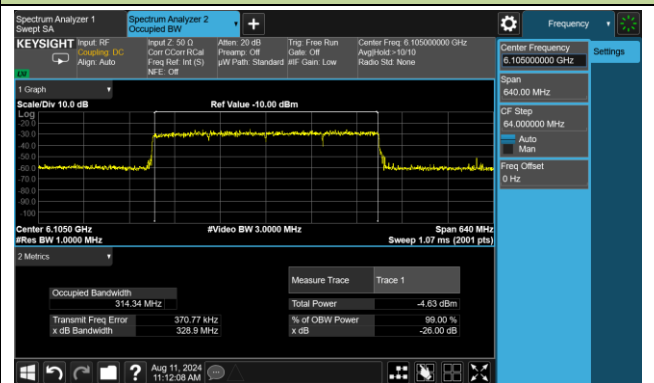 Spectrum Analyzer 1
Swept SA
Spectrum Analyzer 2
Occupied BW
Frequency
KEYSIGHT
Input: RF
Coupling: DC
Align: Auto
Input Z: 50 Ω
Corr CCorr RCal
Freq Ref: Int (S)
NFE: Off
Atten: 20 dB
Preamp: Off
µW Path: Standard
Trig: Free Run
Gate: Off
#IF Gain: Low
Center Freq: 6.105000000 GHz
Avg|Hold:>10/10
Radio Std: None
Center Frequency
6.105000000 GHz
Settings
Span
640.00 MHz
CF Step
64.000000 MHz
Auto
Man
Freq Offset
0 Hz
1 Graph
Scale/Div 10.0 dB
Ref Value -10.00 dBm
Log
-20.0
-30.0
-40.0
-50.0
-60.0
-70.0
-80.0
-90.0
-100
Center 6.1050 GHz
#Video BW 3.0000 MHz
Span 640 MHz
#Res BW 1.0000 MHz
Sweep 1.07 ms (2001 pts)
2 Metrics
Measure Trace
Trace 1
Occupied Bandwidth
314.34 MHz
Total Power
-4.63 dBm
Transmit Freq Error
370.77 kHz
% of OBW Power
99.00 %
x dB Bandwidth
328.9 MHz
x dB
-26.00 dB
Aug 11, 2024
11:12:08 AM